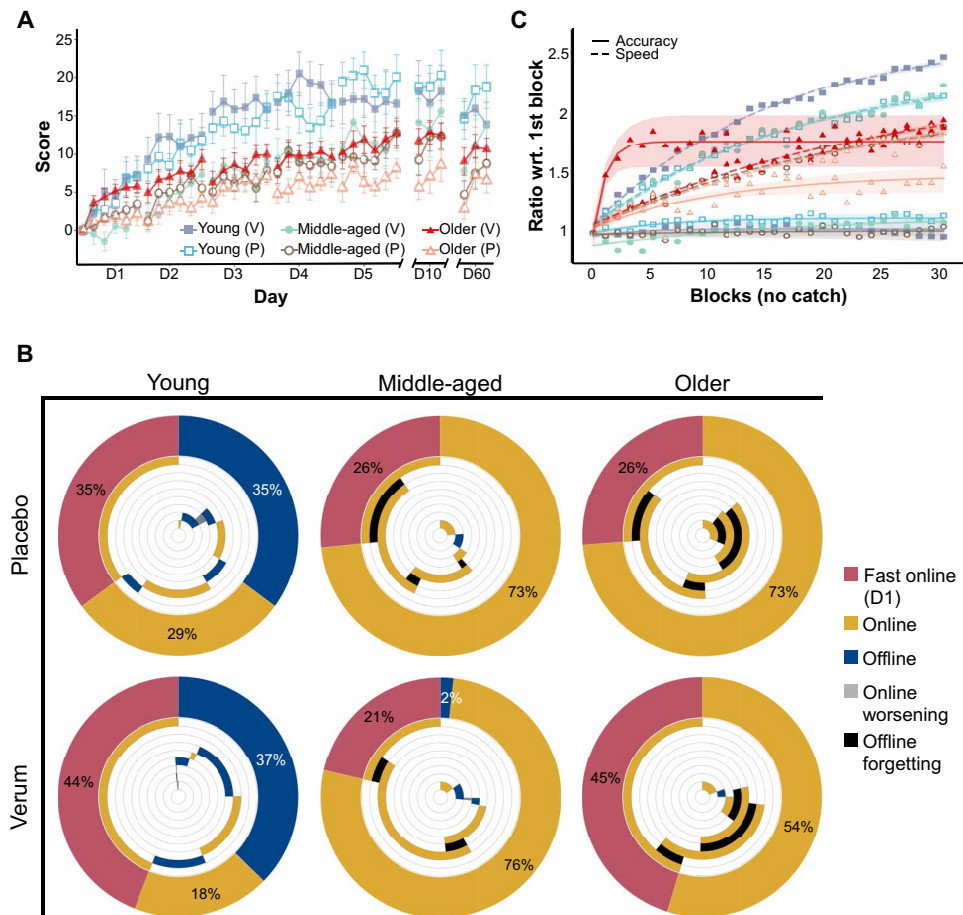 A
Score
25
20
15
10
5
0
Young (V)
Middle-aged (V)
Older (V)
Young (P)
Middle-aged (P)
Older (P)
D1
D2
D3
D4
D5
D10
D60
Day
C
Accuracy
Speed
Ratio wrt. 1st block
2.5
2
1.5
1
0
5
10
15
20
25
30
Blocks (no catch)
B
Young
Middle-aged
Older
Placebo
35%
35%
29%
26%
73%
26%
73%
Verum
44%
37%
18%
2%
21%
76%
45%
54%
Fast online
(D1)
Online
Offline
Online
worsening
Offline
forgetting